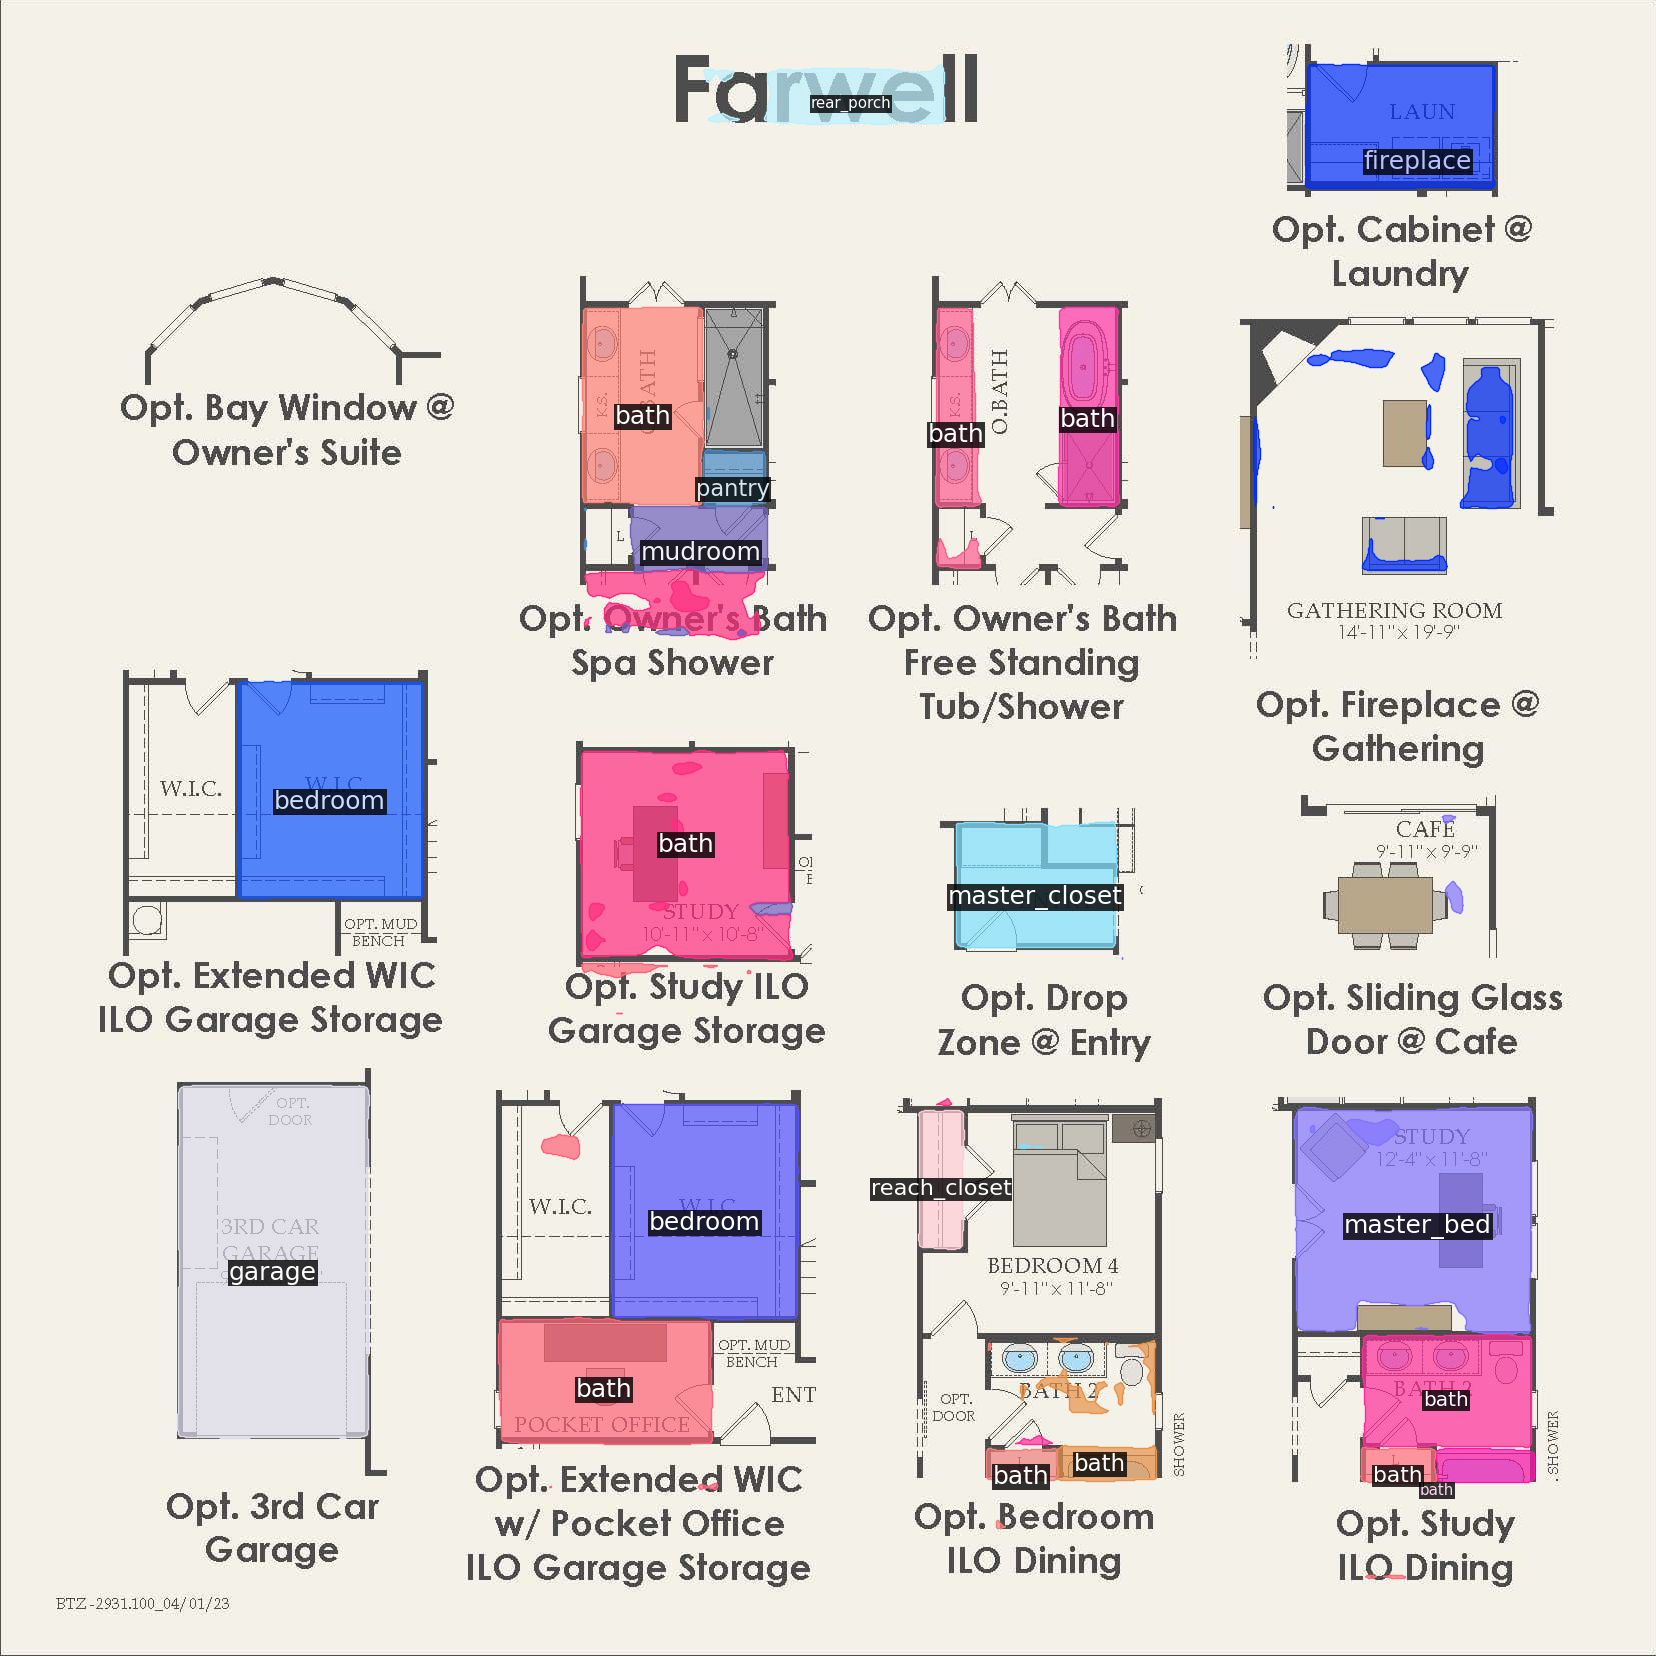 Farwell
rear_porch
LAUN
fireplace
Opt. Cabinet @
Laundry
Opt. Bay Window @
Owner's Suite
K.S.
O.BATH
bath
pantry
L
mudroom
Opt. Owner's Bath
Spa Shower
K.S.
O.BATH
bath
bath
L
Opt. Owner's Bath
Free Standing
Tub/Shower
GATHERING ROOM
14'-11" x 19'-9"
Opt. Fireplace @
Gathering
W.I.C.
W.I.C.
bedroom
OPT. MUD
BENCH
Opt. Extended WIC
ILO Garage Storage
bath
STUDY
10'-11" x 10'-8"
Opt. Study ILO
Garage Storage
master_closet
Opt. Drop
Zone @ Entry
CAFE
9'-11" x 9'-9"
Opt. Sliding Glass
Door @ Cafe
OPT.
DOOR
3RD CAR
GARAGE
garage
Opt. 3rd Car
Garage
W.I.C.
W.I.C.
bedroom
OPT. MUD
BENCH
bath
ENT
POCKET OFFICE
Opt. Extended WIC
w/ Pocket Office
ILO Garage Storage
reach_closet
BEDROOM 4
9'-11" x 11'-8"
BATH 2
OPT.
DOOR
SHOWER
bath
bath
Opt. Bedroom
ILO Dining
STUDY
12'-4" x 11'-8"
master_bed
BATH 2
bath
SHOWER
bath
bath
Opt. Study
ILO Dining
BTZ-2931.100_04/01/23